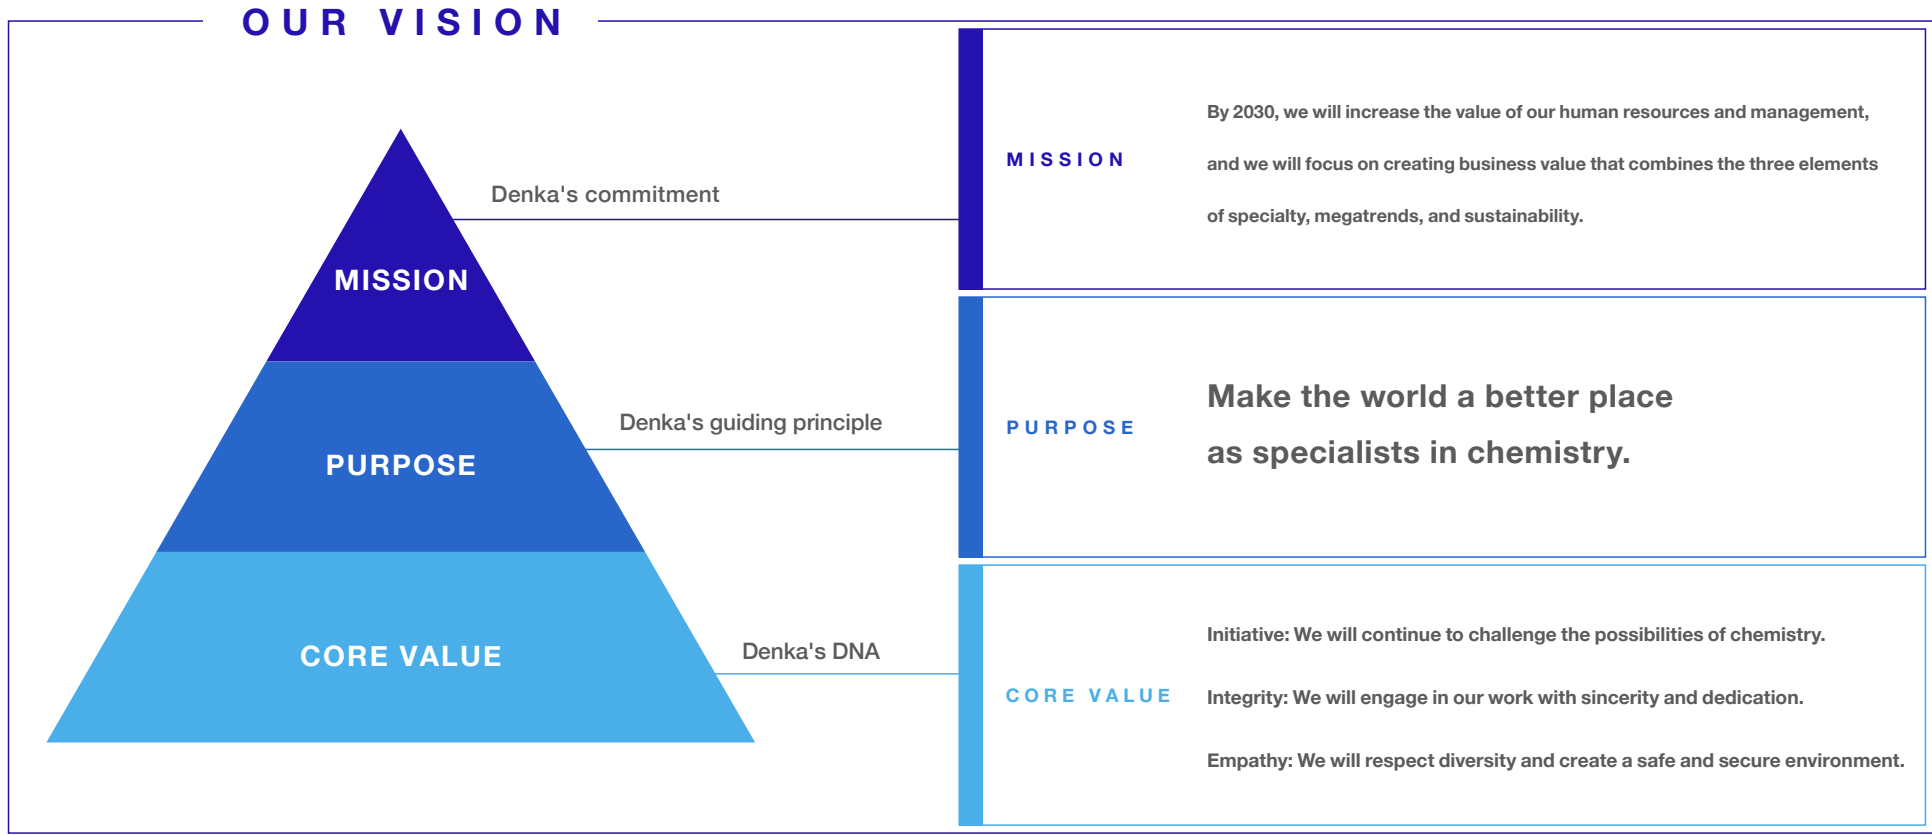 OUR VISION
Denka's commitment
MISSION
Denka's guiding principle
PURPOSE
Denka's DNA
CORE VALUE
MISSION
By 2030, we will increase the value of our human resources and management,
and we will focus on creating business value that combines the three elements
of specialty, megatrends, and sustainability.
PURPOSE
Make the world a better place
as specialists in chemistry.
CORE VALUE
Initiative: We will continue to challenge the possibilities of chemistry.
Integrity: We will engage in our work with sincerity and dedication.
Empathy: We will respect diversity and create a safe and secure environment.